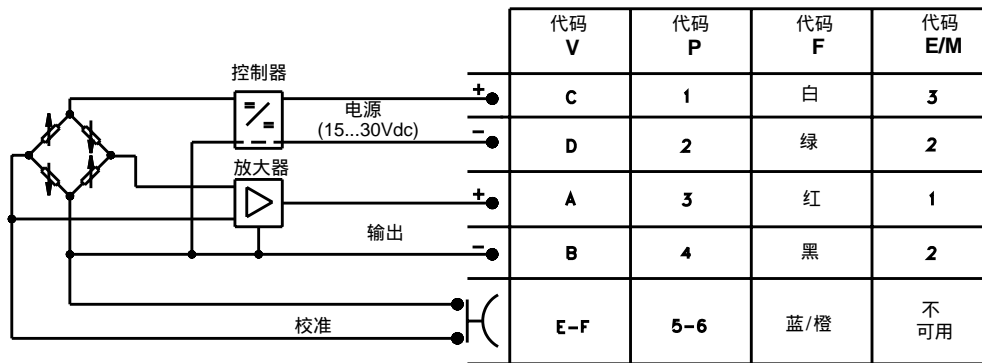 代码 V 代码 P 代码 F 代码 E/M
控制器
+ C 1 白 3
电源
(15...30Vdc)
- D 2 绿 2
放大器
+ A 3 红 1
输出
- B 4 黑 2
校准 E-F 5-6 蓝/橙 不可用